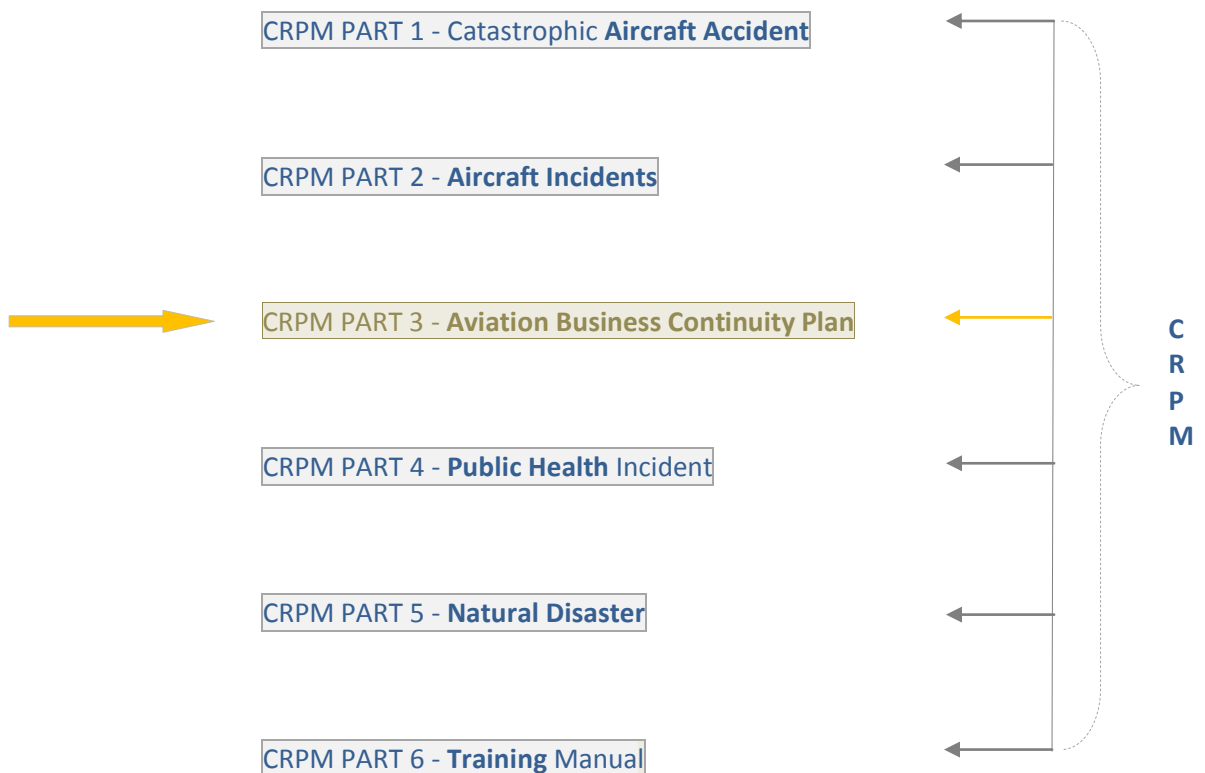 CRPM PART 1 - Catastrophic Aircraft Accident
CRPM PART 2 - Aircraft Incidents
CRPM PART 3 - Aviation Business Continuity Plan
C
R
P
M
CRPM PART 4 - Public Health Incident
CRPM PART 5 - Natural Disaster
CRPM PART 6 - Training Manual